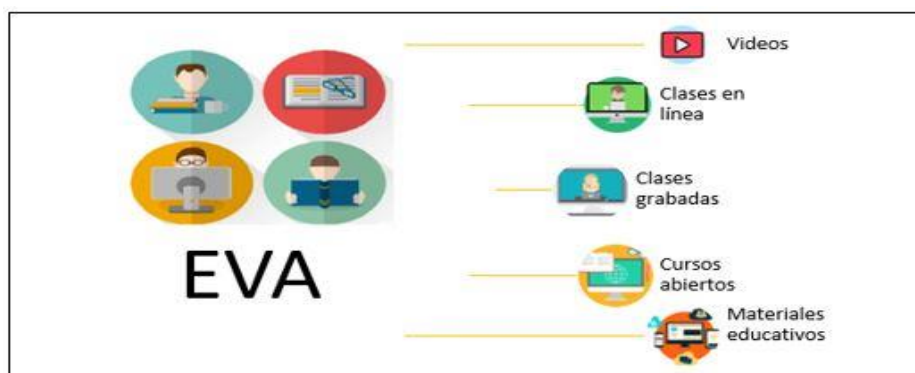 Videos
Clases en
línea
Clases
grabadas
EVA
Cursos
abiertos
Materiales
educativos